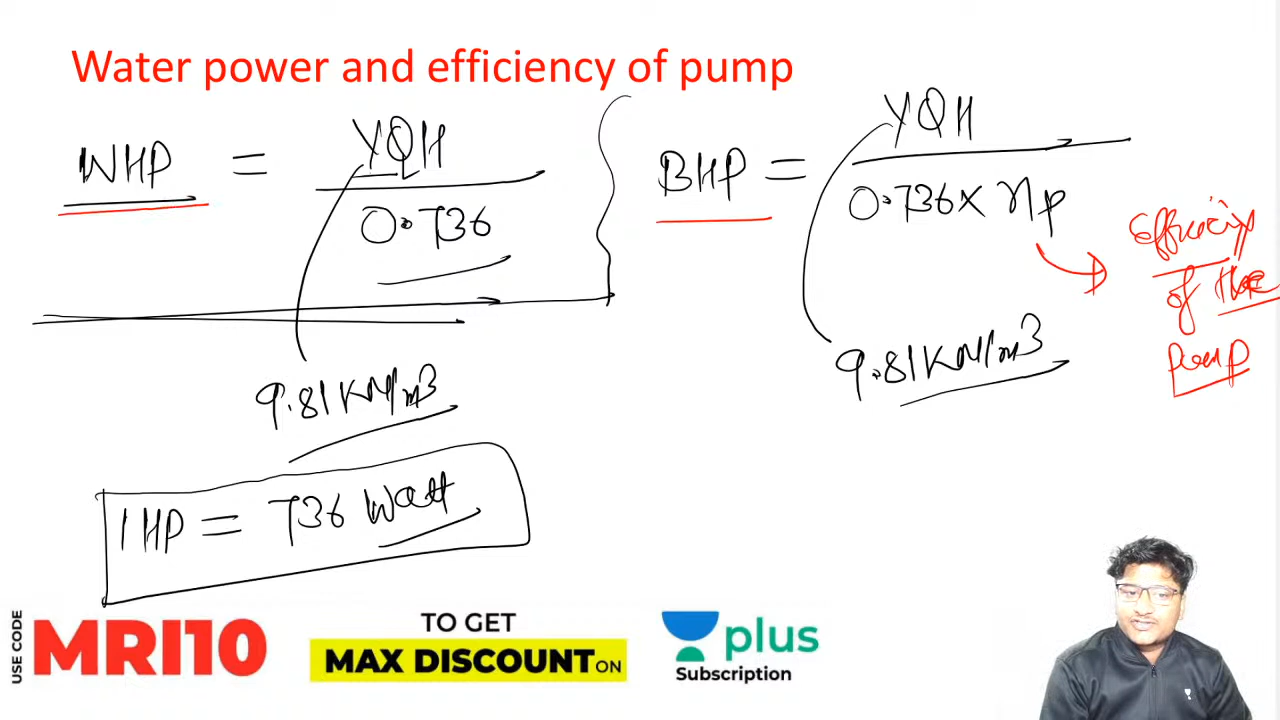 Water power and efficiency of pump
WHP = γQH / 0.736
9.81 KN/m3
1 HP = 736 Watt
BHP = γQH / 0.736 × ηp
Efficiency
of the
pump
9.81 KN/m3
USE CODE
MRI10
TO GET
MAX DISCOUNT ON
plus
Subscription